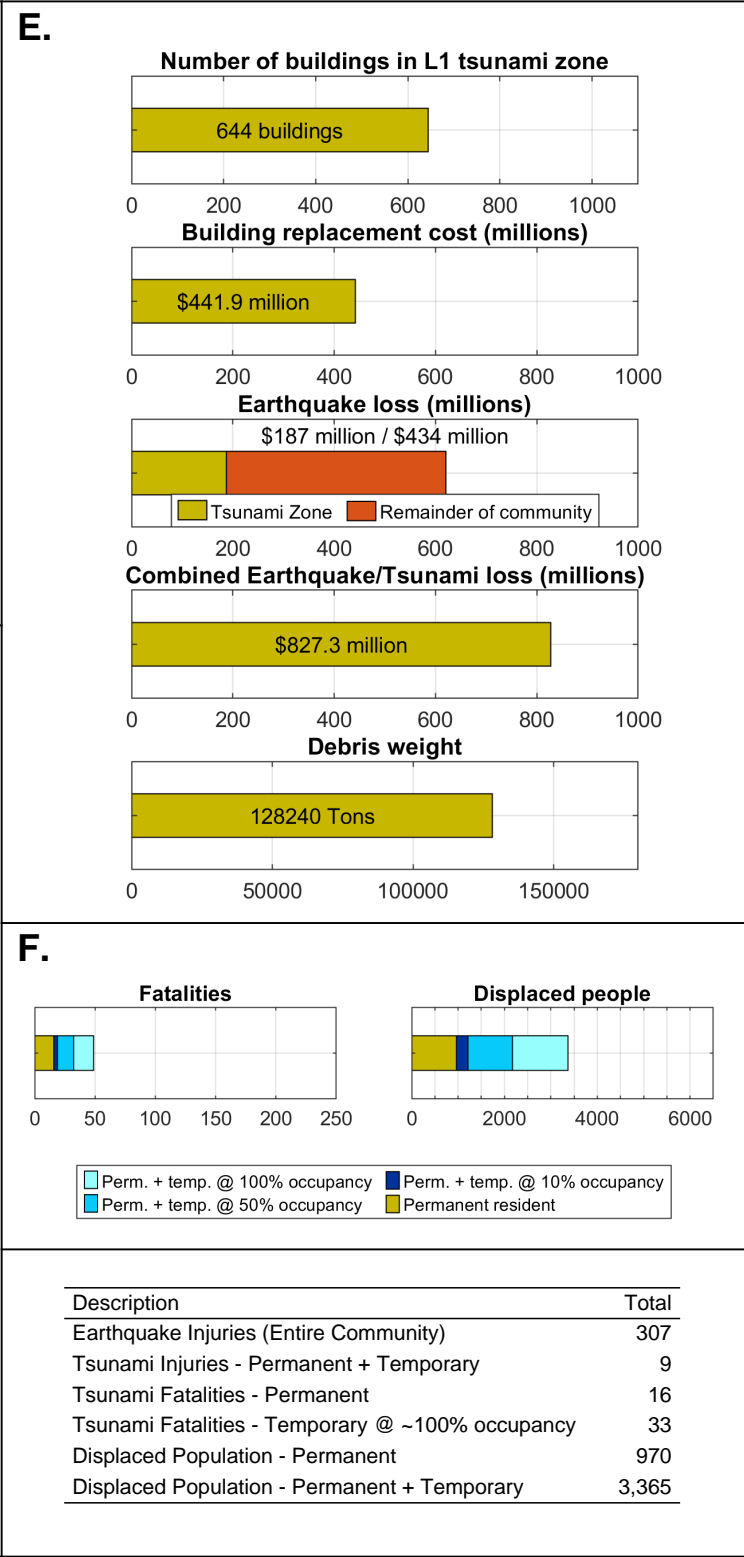 E.
Number of buildings in L1 tsunami zone
644 buildings
0 200 400 600 800 1000
Building replacement cost (millions)
$441.9 million
0 200 400 600 800 1000
Earthquake loss (millions)
$187 million / $434 million
Tsunami Zone Remainder of community
0 200 400 600 800 1000
Combined Earthquake/Tsunami loss (millions)
$827.3 million
0 200 400 600 800 1000
Debris weight
128240 Tons
0 50000 100000 150000
F.
Fatalities Displaced people
0 50 100 150 200 250 0 2000 4000 6000
Perm. + temp. @ 100% occupancy Perm. + temp. @ 10% occupancy
Perm. + temp. @ 50% occupancy Permanent resident
Description Total
Earthquake Injuries (Entire Community) 307
Tsunami Injuries - Permanent + Temporary 9
Tsunami Fatalities - Permanent 16
Tsunami Fatalities - Temporary @ ~100% occupancy 33
Displaced Population - Permanent 970
Displaced Population - Permanent + Temporary 3,365